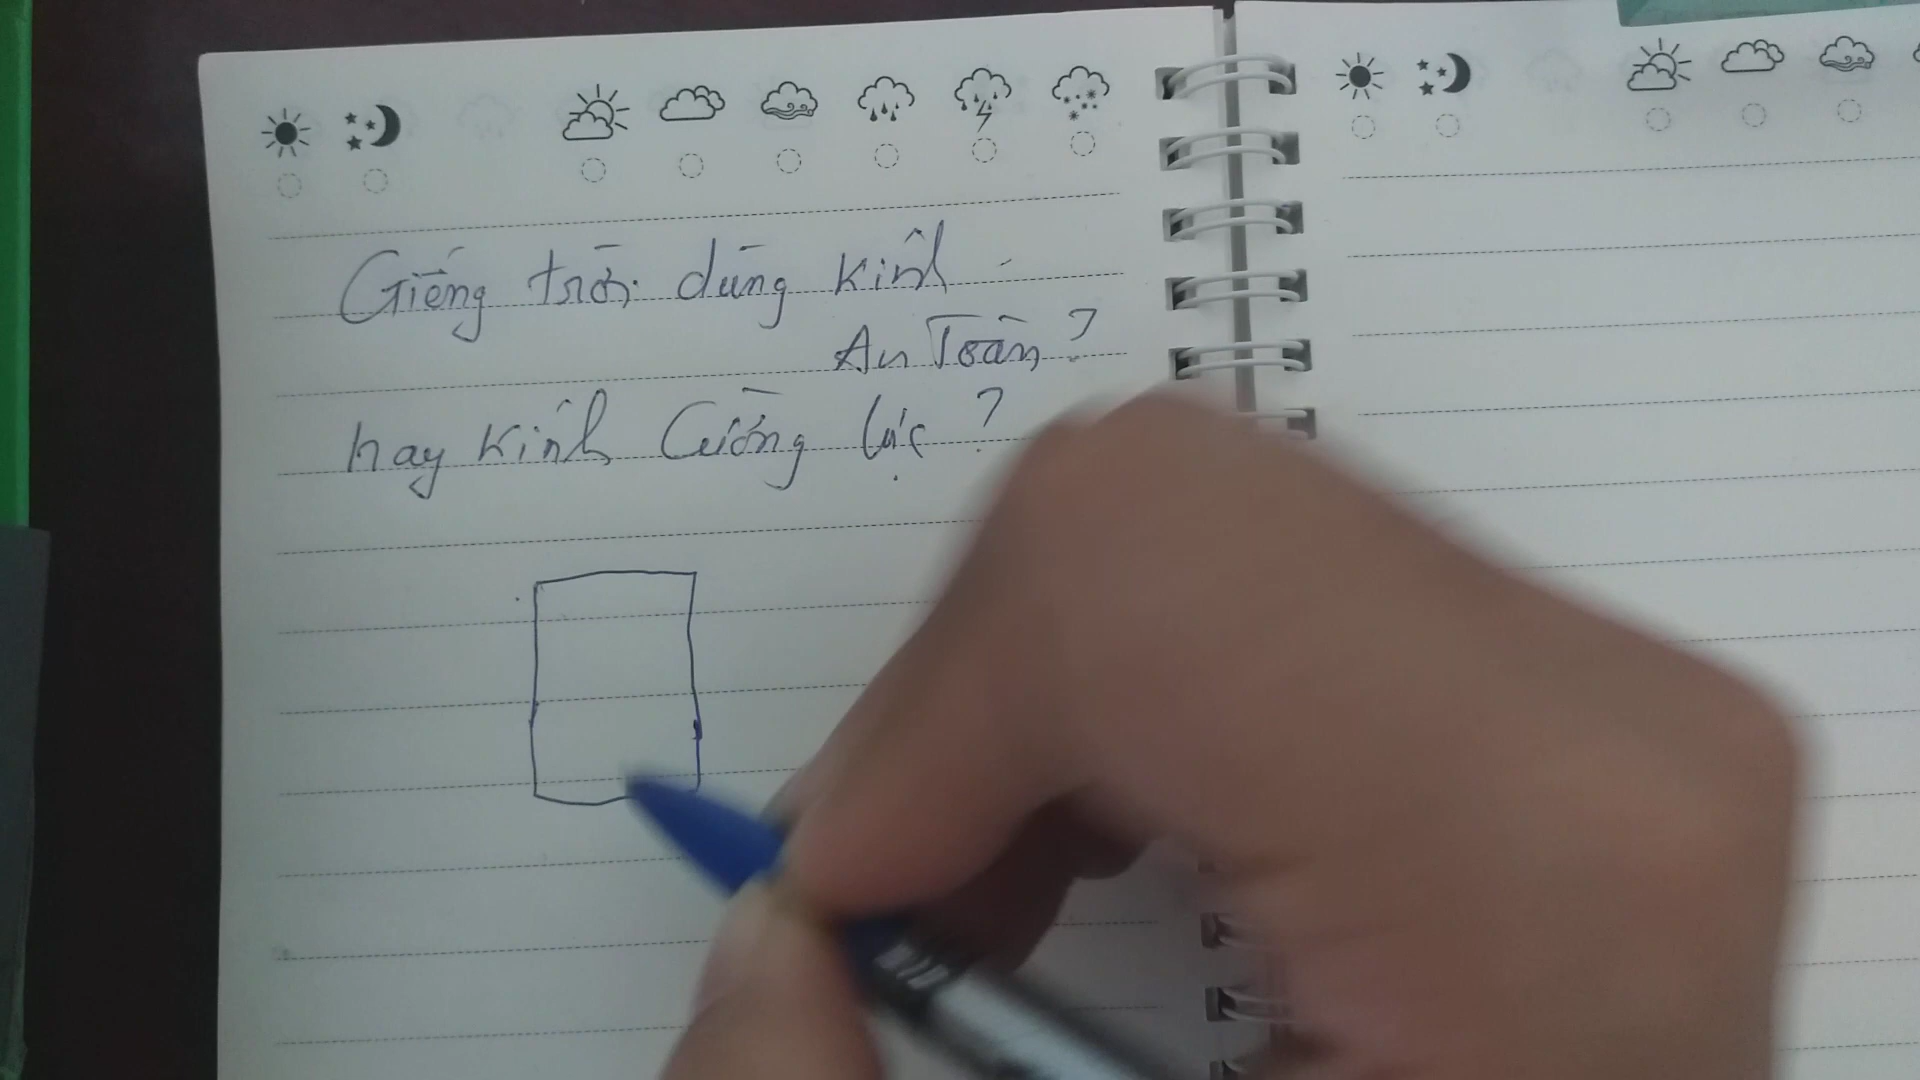 Giếng trời dùng kính
An Toàn?
hay kính Cường lực?